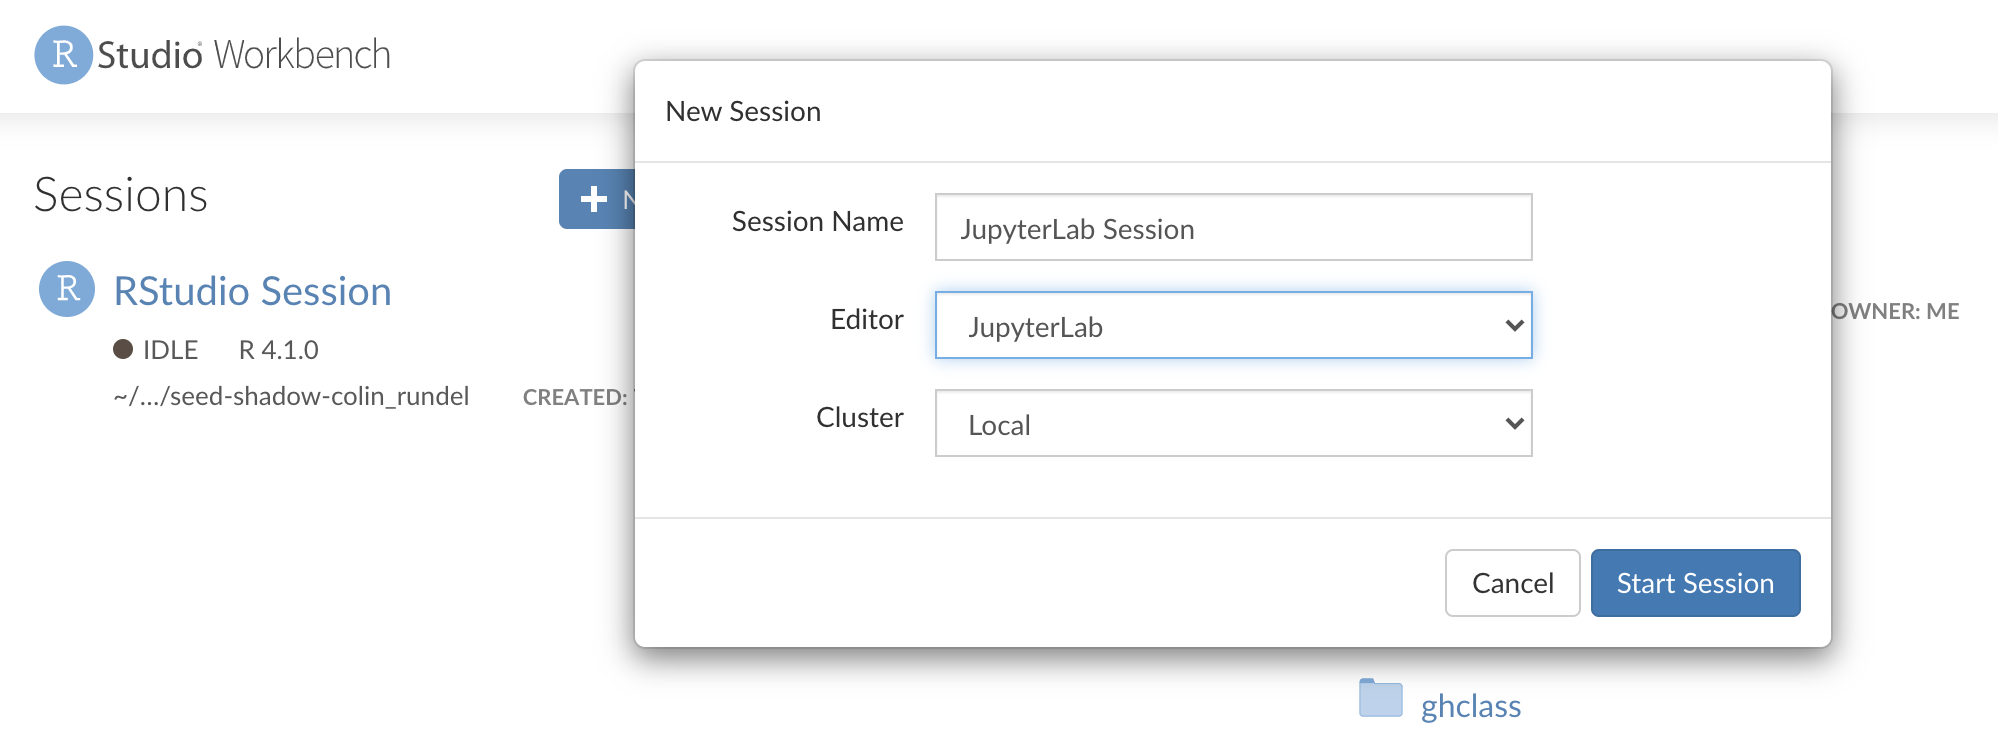 R Studio® Workbench
New Session
Sessions
+ N
Session Name
JupyterLab Session
R
RStudio Session
Editor
JupyterLab
OWNER: ME
IDLE R 4.1.0
~/.../seed-shadow-colin_rundel
CREATED:
Cluster
Local
Cancel
Start Session
ghclass